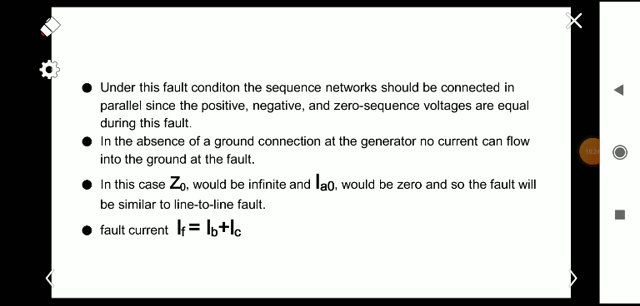 ● Under this fault conditon the sequence networks should be connected in
parallel since the positive, negative, and zero-sequence voltages are equal
during this fault.
● In the absence of a ground connection at the generator no current can flow
into the ground at the fault.
● In this case Z₀, would be infinite and Iₐ₀, would be zero and so the fault will
be similar to line-to-line fault.
● fault current I_f = I_b+I_c